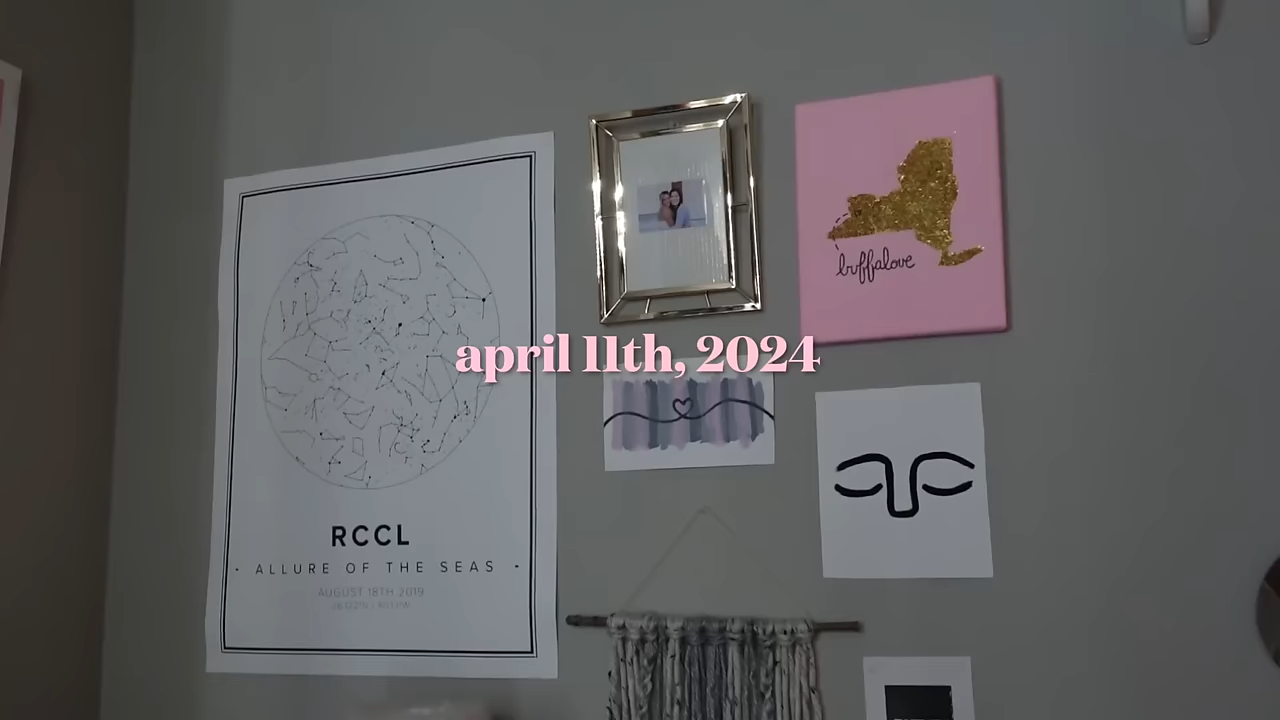 buffalove
april 11th, 2024
RCCL
- ALLURE OF THE SEAS -
AUGUST 18TH 2019